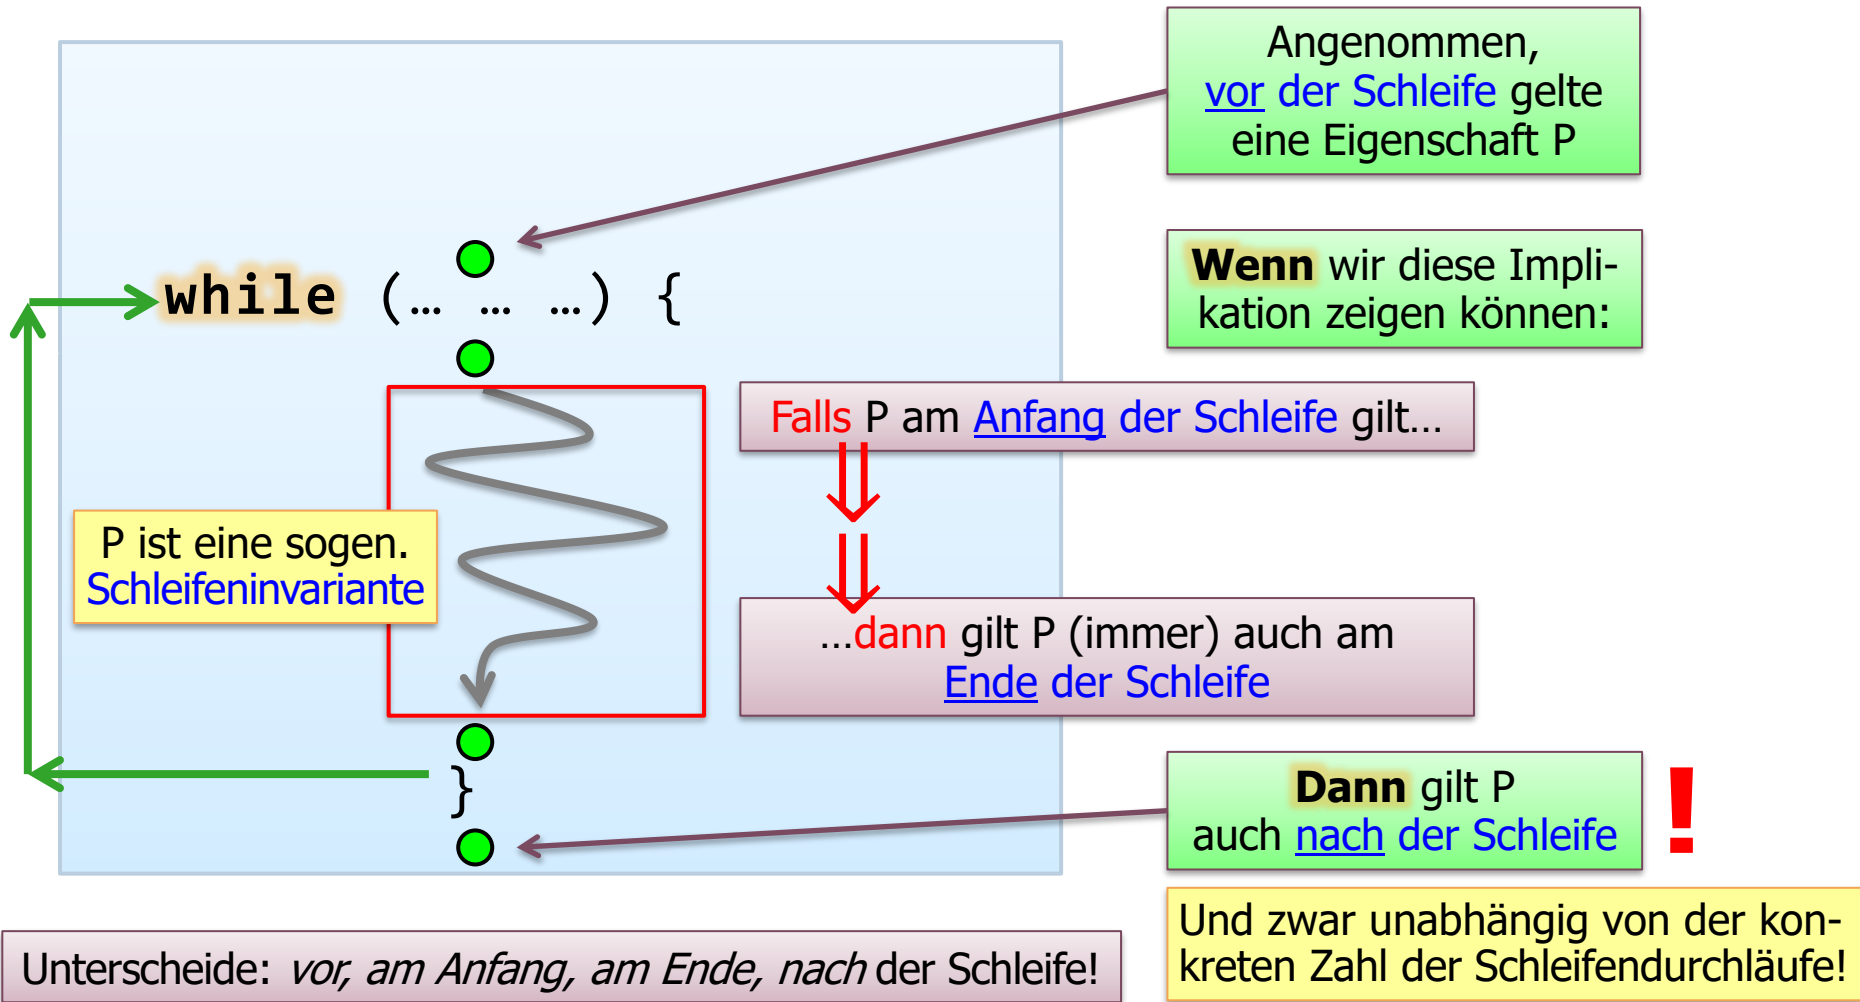 Angenommen,
vor der Schleife gelte
eine Eigenschaft P
while (… … …) {
Wenn wir diese Impli-
kation zeigen können:
Falls P am Anfang der Schleife gilt…
P ist eine sogen.
Schleifeninvariante
…dann gilt P (immer) auch am
Ende der Schleife
}
Dann gilt P
auch nach der Schleife
!
Und zwar unabhängig von der kon-
kreten Zahl der Schleifendurchläufe!
Unterscheide: vor, am Anfang, am Ende, nach der Schleife!